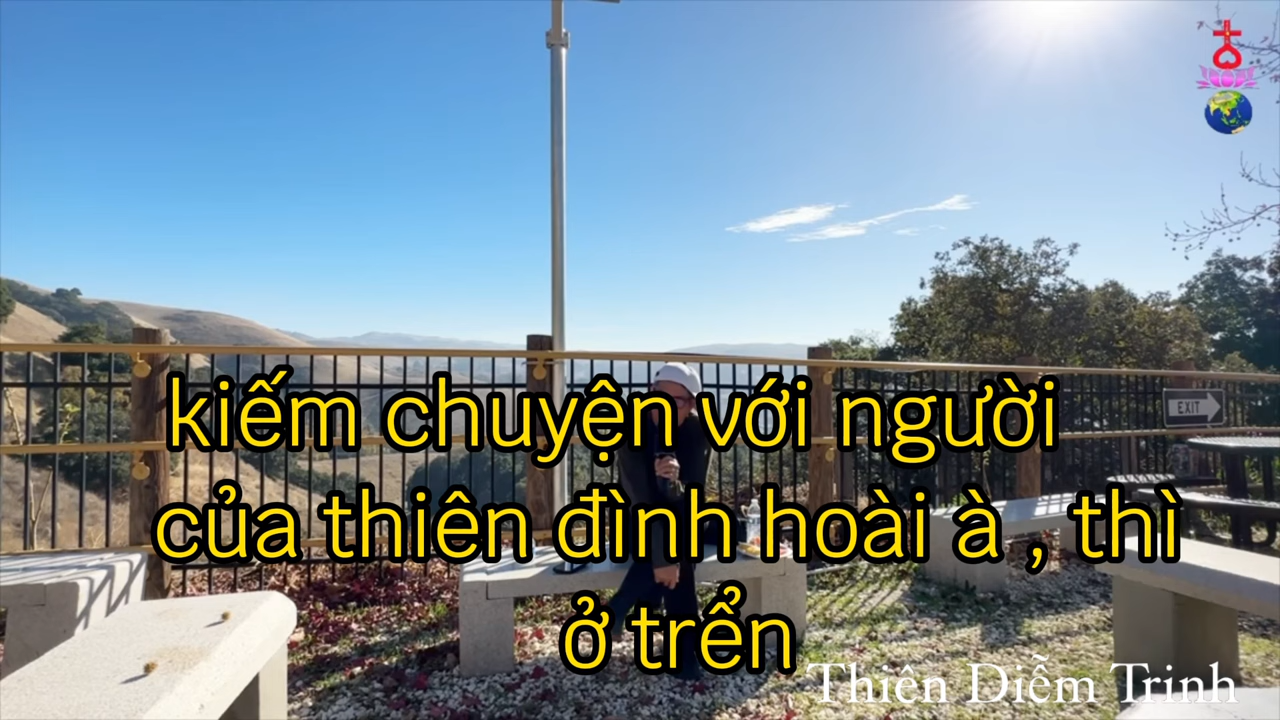 EXIT
kiếm chuyện với người
của thiên đình hoài à , thì
ở trển
Thiên Diễm Trinh